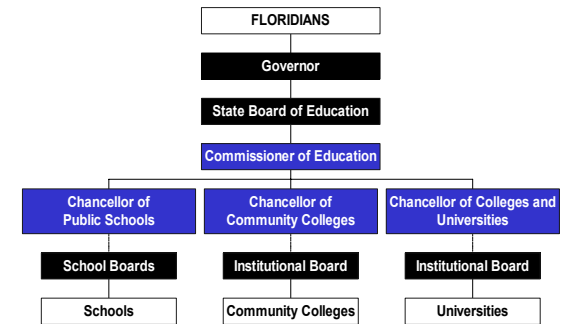 FLORIDIANS
Governor
State Board of Education
Commissioner of Education
Chancellor of
Public Schools
Chancellor of
Community Colleges
Chancellor of Colleges and
Universities
School Boards
Institutional Board
Institutional Board
Schools
Community Colleges
Universities